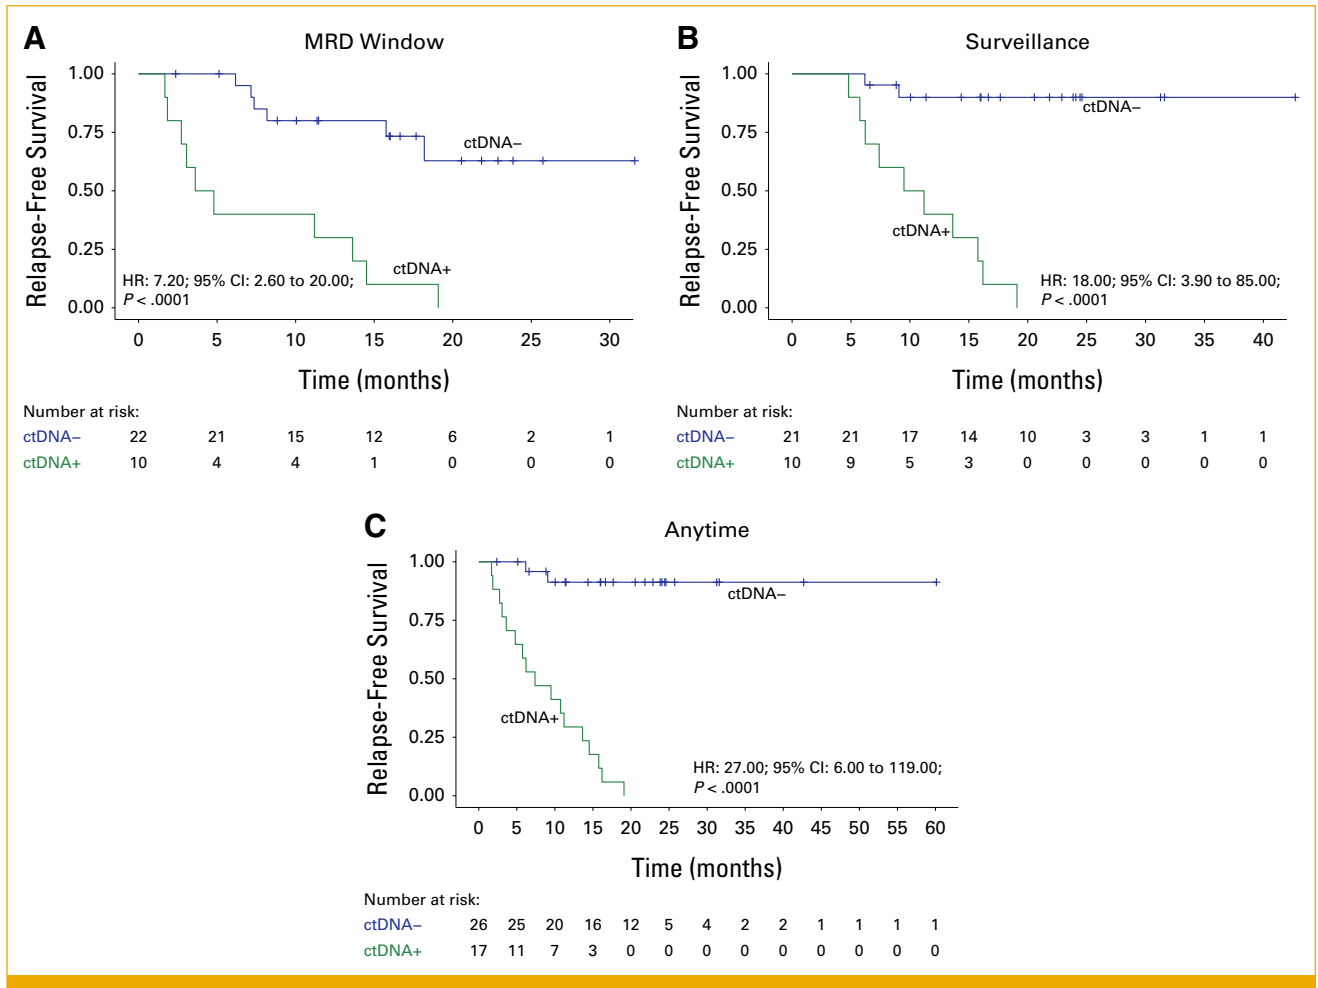 A
MRD Window
Relapse-Free Survival
1.00
0.75
0.50
0.25
0.00
ctDNA–
ctDNA+
HR: 7.20; 95% CI: 2.60 to 20.00;
P < .0001
0 5 10 15 20 25 30
Time (months)
Number at risk:
ctDNA– 22 21 15 12 6 2 1
ctDNA+ 10 4 4 1 0 0 0
B
Surveillance
Relapse-Free Survival
1.00
0.75
0.50
0.25
0.00
ctDNA–
ctDNA+
HR: 18.00; 95% CI: 3.90 to 85.00;
P < .0001
0 5 10 15 20 25 30 35 40
Time (months)
Number at risk:
ctDNA– 21 21 17 14 10 3 3 1 1
ctDNA+ 10 9 5 3 0 0 0 0 0
C
Anytime
Relapse-Free Survival
1.00
0.75
0.50
0.25
0.00
ctDNA–
ctDNA+
HR: 27.00; 95% CI: 6.00 to 119.00;
P < .0001
0 5 10 15 20 25 30 35 40 45 50 55 60
Time (months)
Number at risk:
ctDNA– 26 25 20 16 12 5 4 2 2 1 1 1 1
ctDNA+ 17 11 7 3 0 0 0 0 0 0 0 0 0